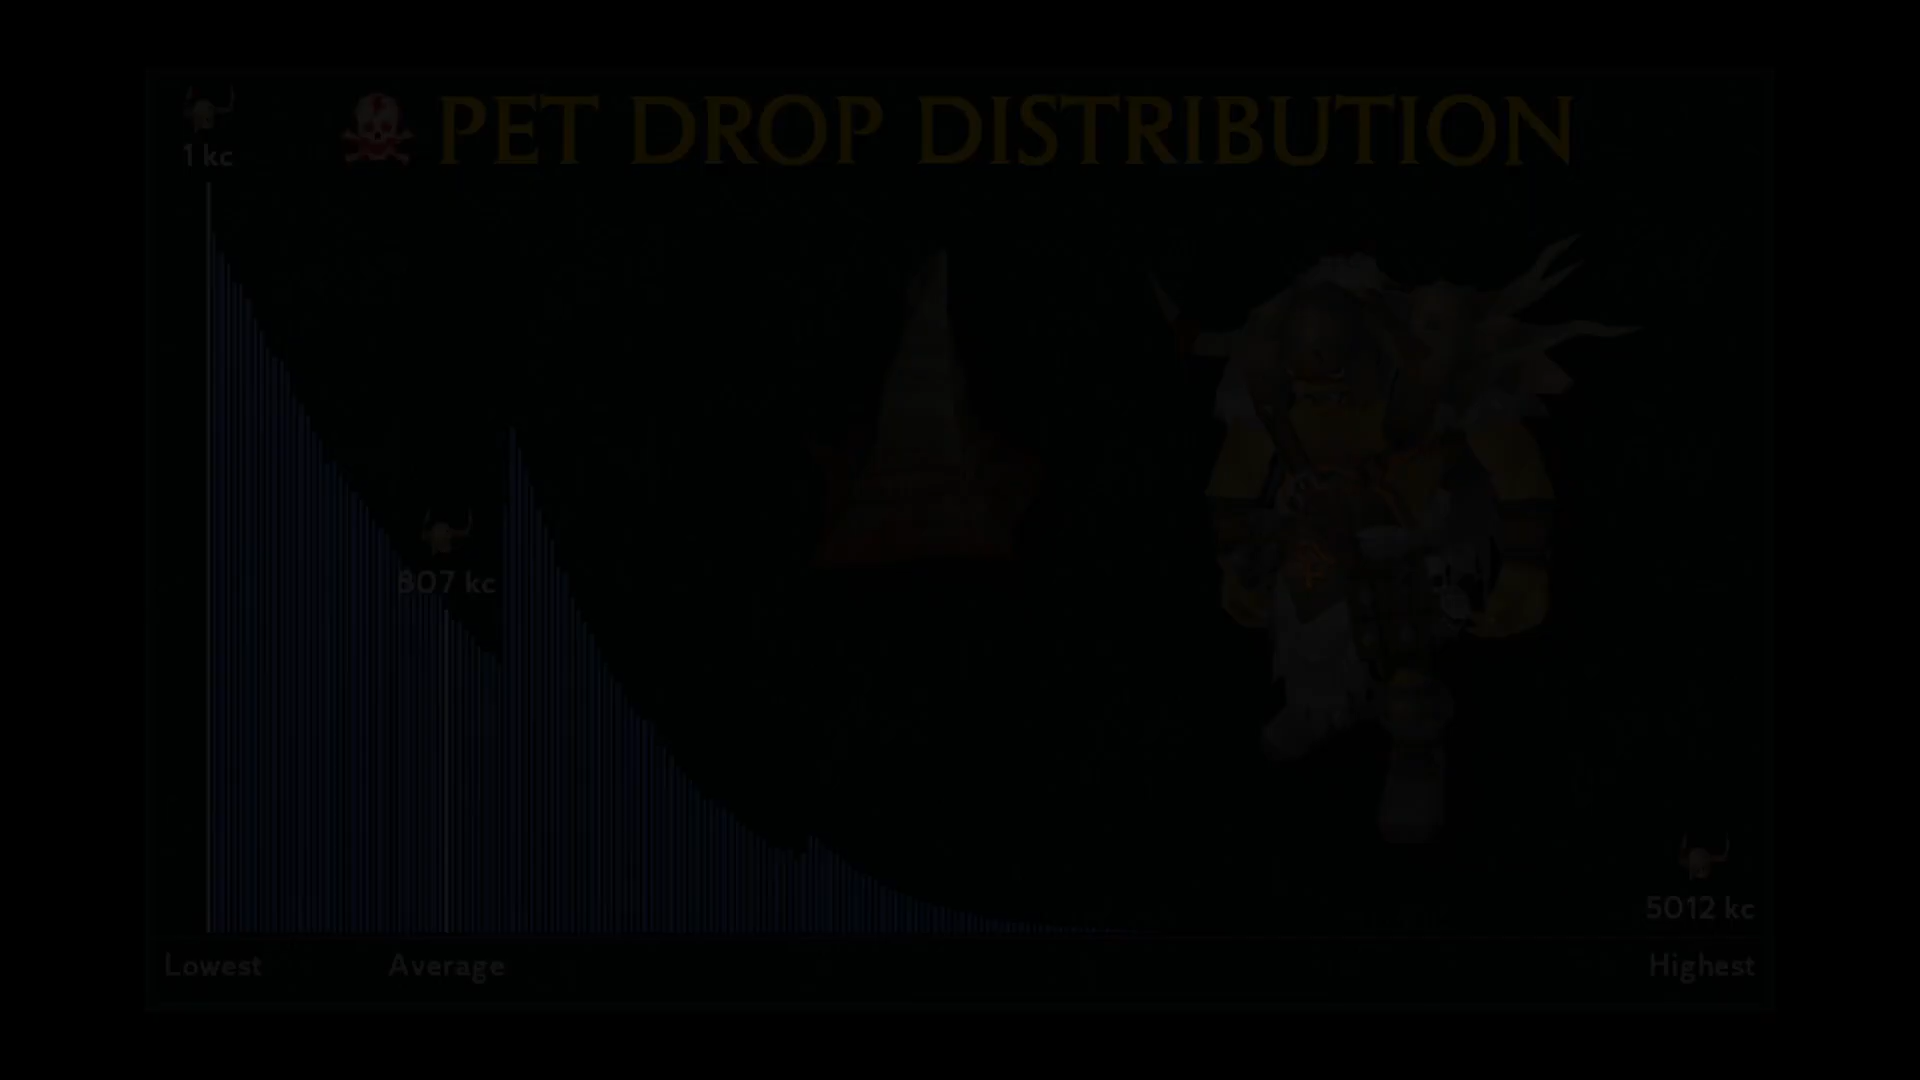 PET DROP DISTRIBUTION
1 kc
807 kc
5012 kc
Lowest
Average
Highest